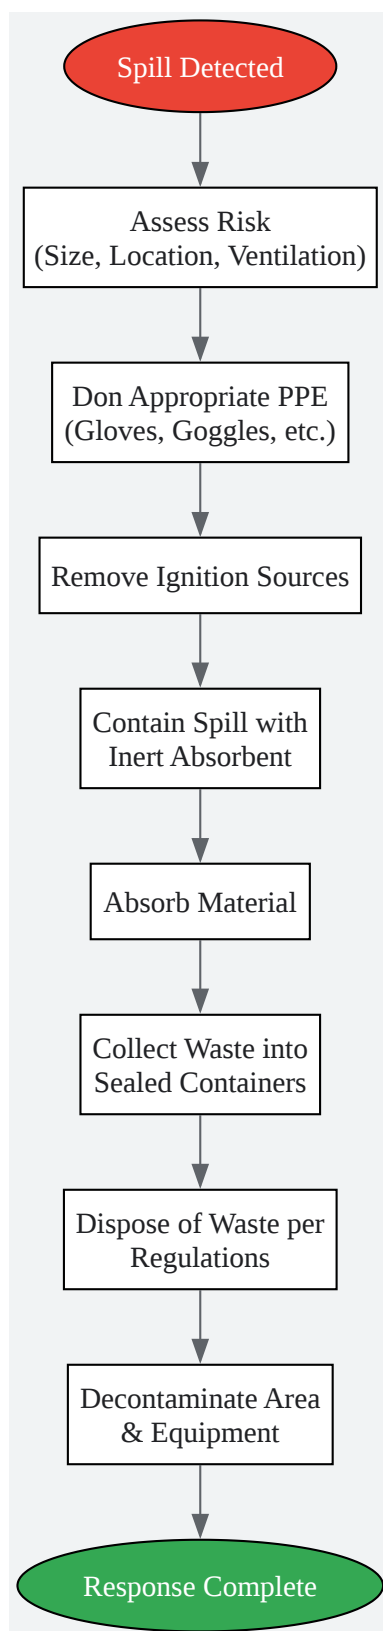 Spill Detected
Assess Risk
(Size, Location, Ventilation)
Don Appropriate PPE
(Gloves, Goggles, etc.)
Remove Ignition Sources
Contain Spill with
Inert Absorbent
Absorb Material
Collect Waste into
Sealed Containers
Dispose of Waste per
Regulations
Decontaminate Area
& Equipment
Response Complete